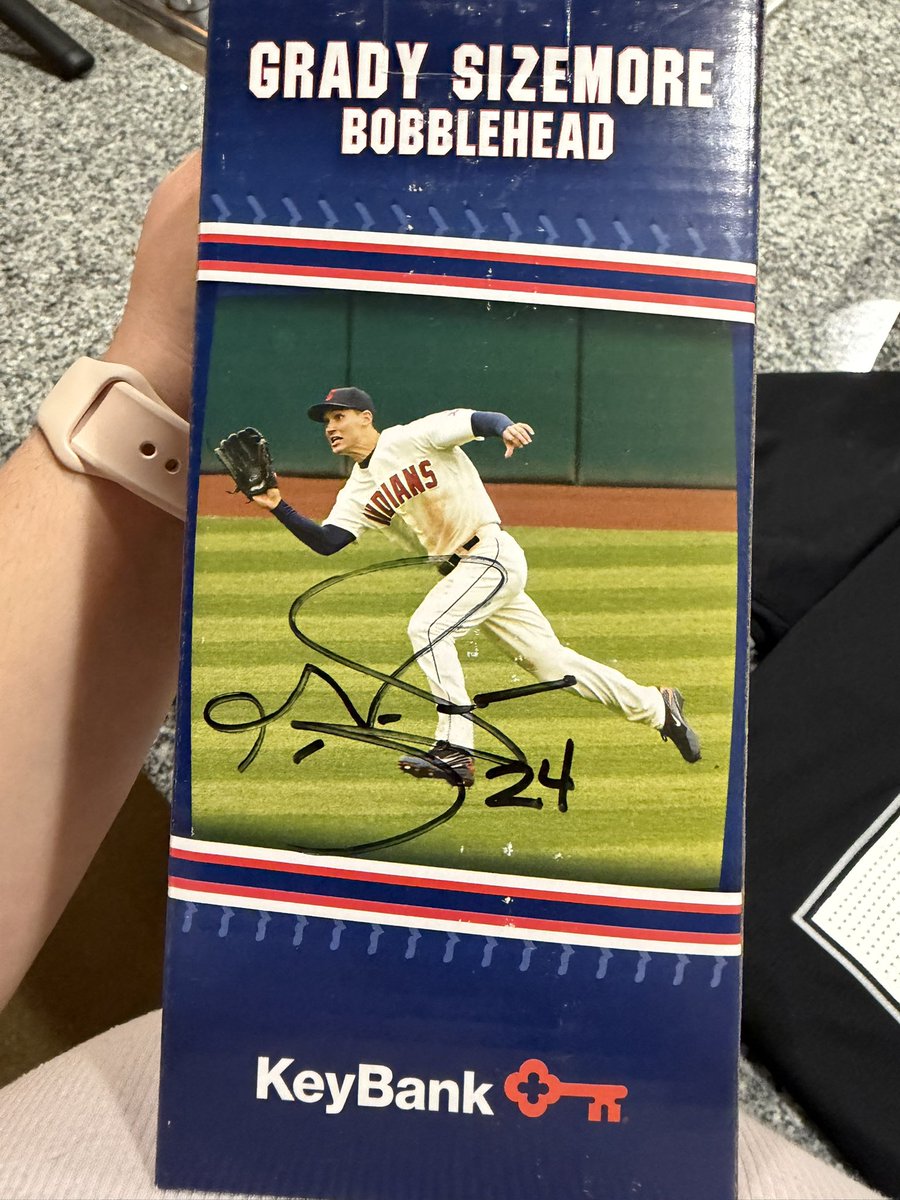 GRADY SIZEMORE
BOBBLEHEAD
INDIANS
24
KeyBank